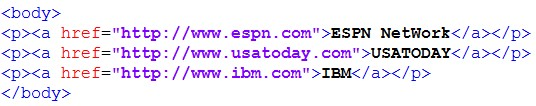 <body>
<p><a href="http://www.espn.com">ESPN NetWork</a></p>
<p><a href="http://www.usatoday.com">USATODAY</a></p>
<p><a href="http://www.ibm.com">IBM</a></p>
</body>